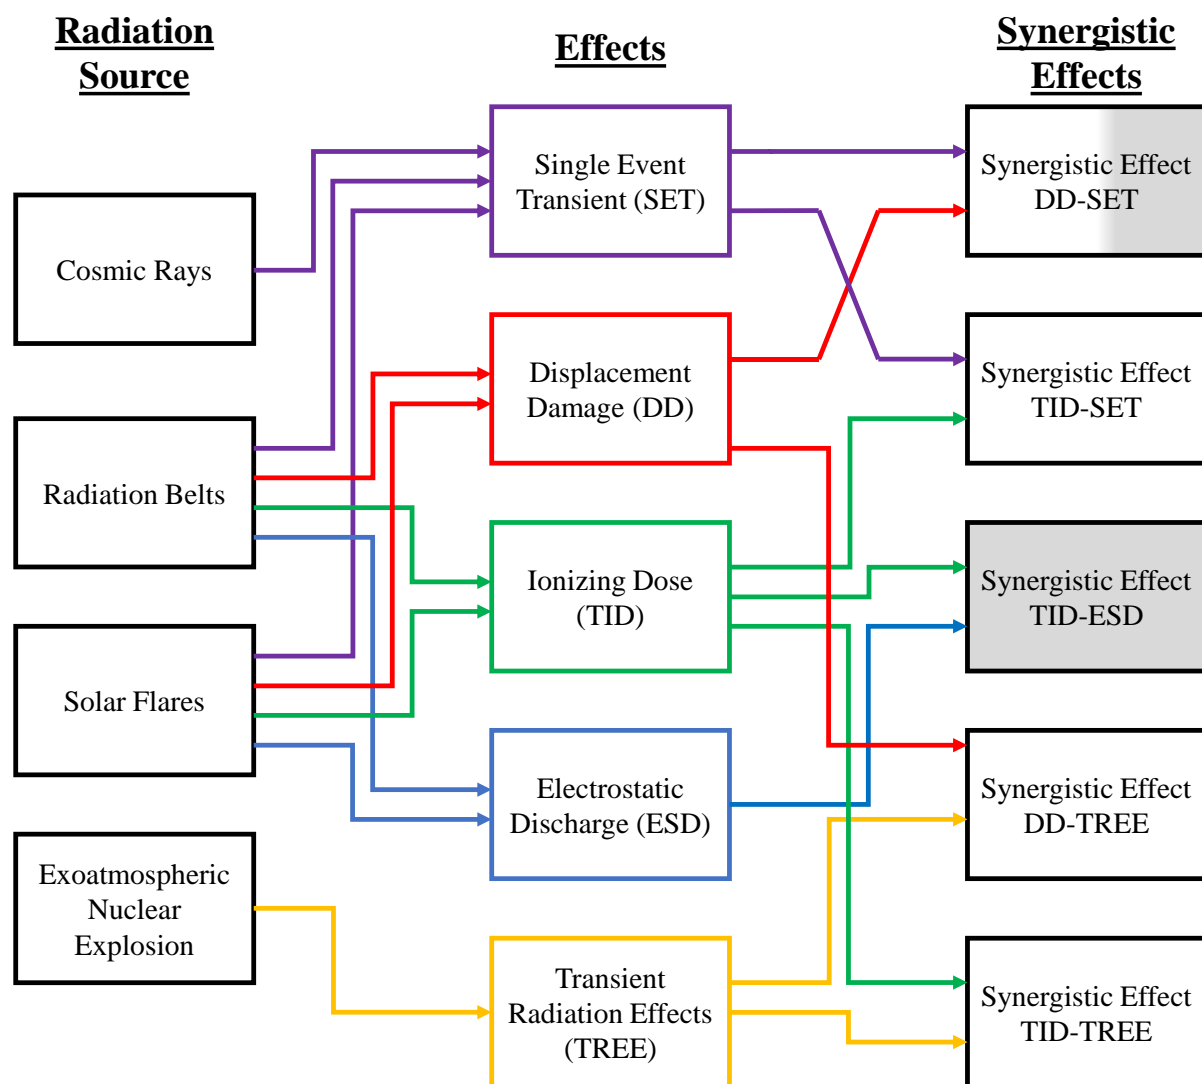 Radiation
Source
Effects
Synergistic
Effects
Cosmic Rays
Radiation Belts
Solar Flares
Exoatmospheric
Nuclear
Explosion
Single Event
Transient (SET)
Displacement
Damage (DD)
Ionizing Dose
(TID)
Electrostatic
Discharge (ESD)
Transient
Radiation Effects
(TREE)
Synergistic Effect
DD-SET
Synergistic Effect
TID-SET
Synergistic Effect
TID-ESD
Synergistic Effect
DD-TREE
Synergistic Effect
TID-TREE